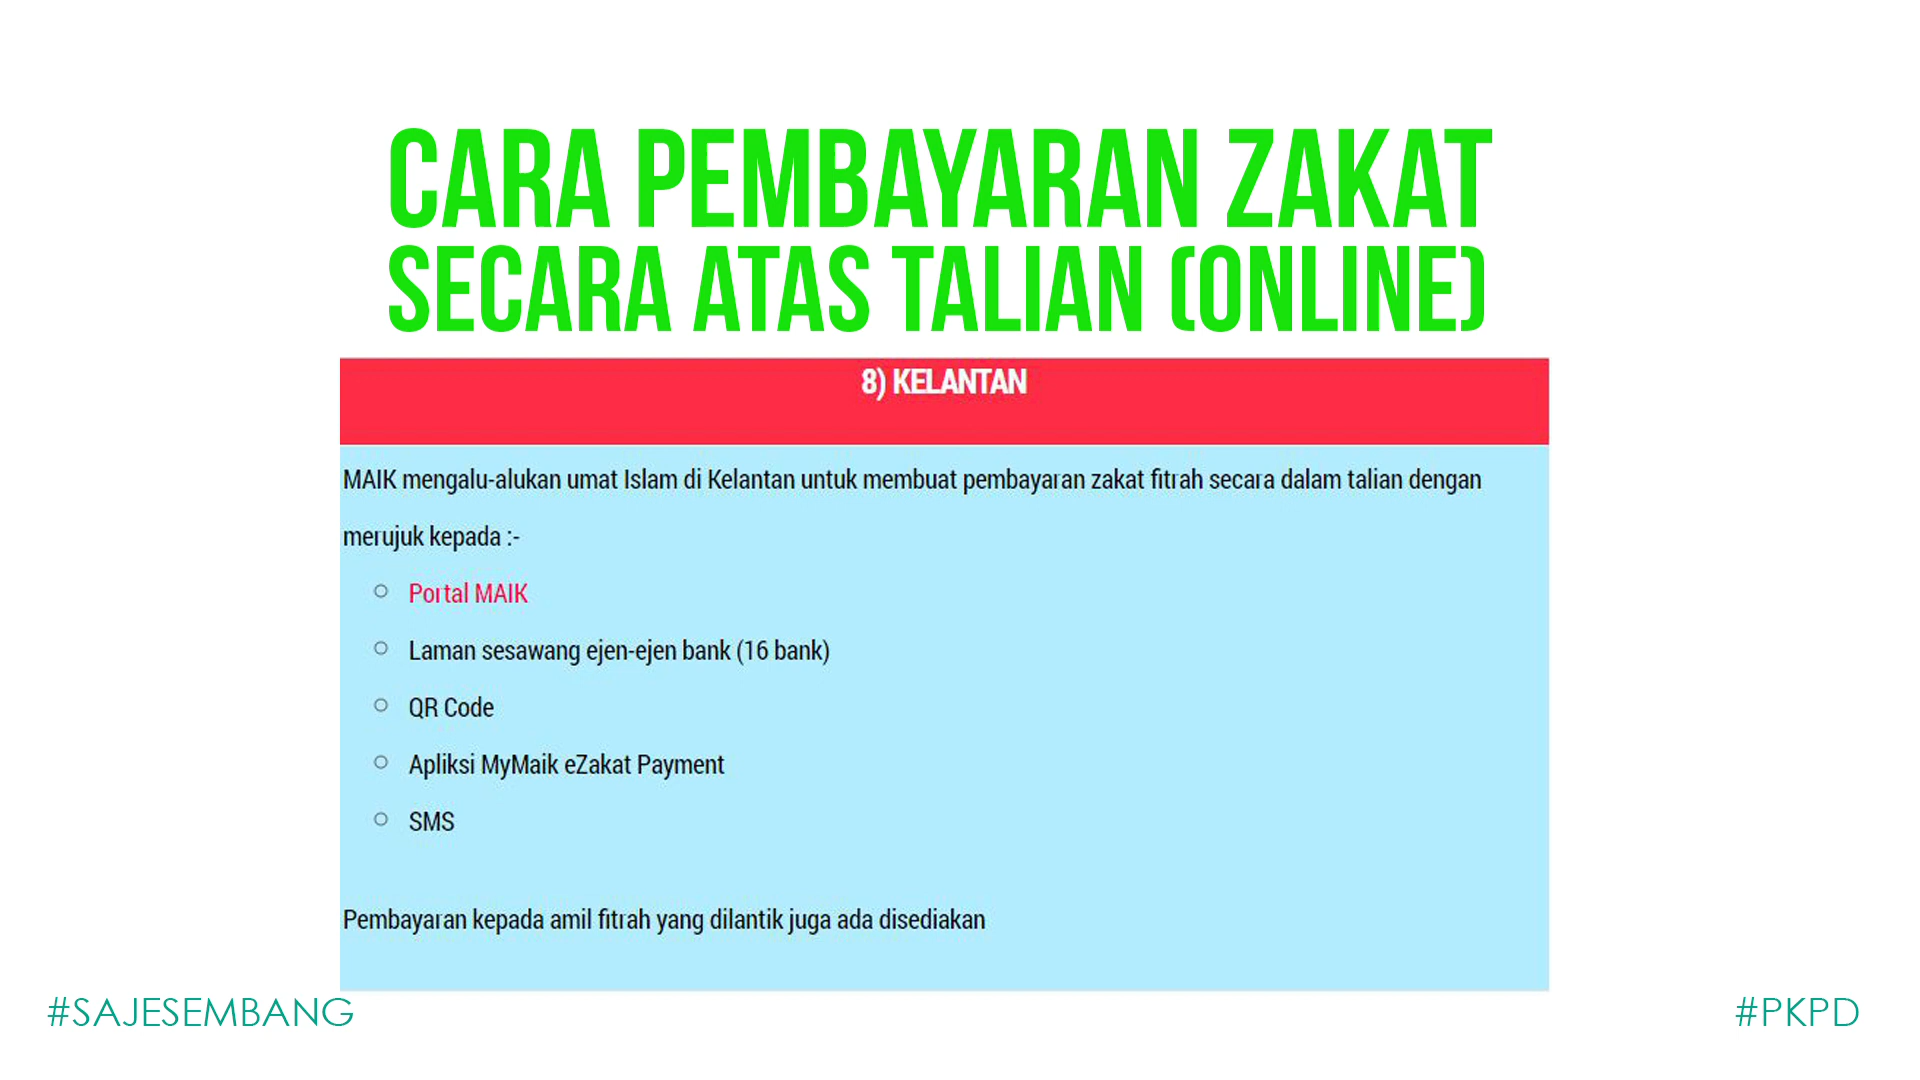 CARA PEMBAYARAN ZAKAT
SECARA ATAS TALIAN (ONLINE)
8) KELANTAN
MAIK mengalu-alukan umat Islam di Kelantan untuk membuat pembayaran zakat fitrah secara dalam talian dengan
merujuk kepada :-
Portal MAIK
Laman sesawang ejen-ejen bank (16 bank)
QR Code
Apliksi MyMaik eZakat Payment
SMS
Pembayaran kepada amil fitrah yang dilantik juga ada disediakan
#SAJESEMBANG
#PKPD